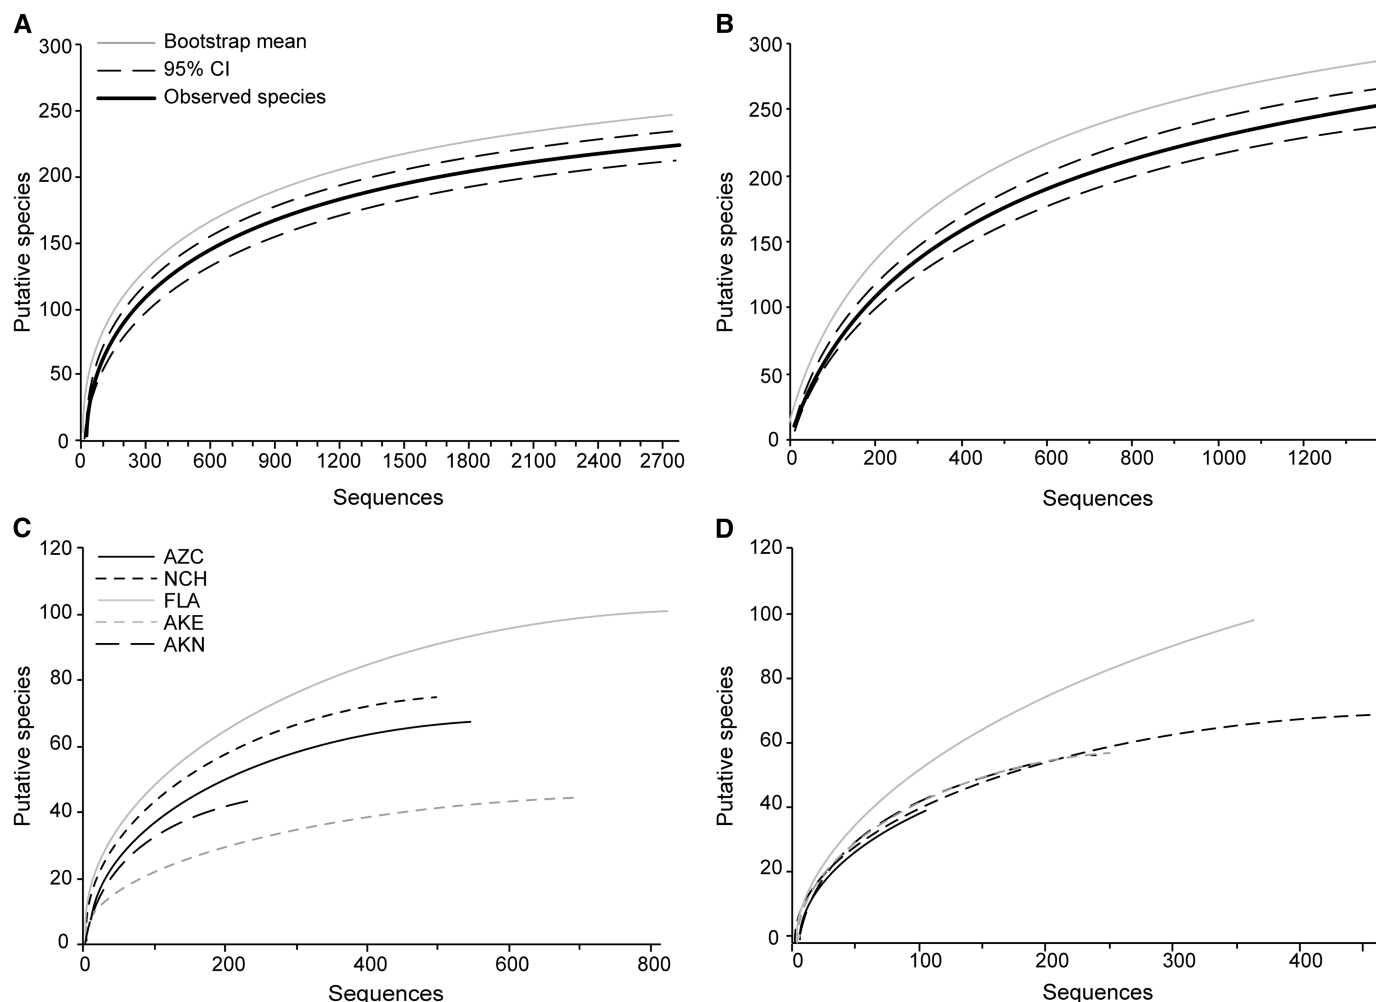 A
Bootstrap mean
95% CI
Observed species
300
250
200
150
100
50
0
Putative species
0 300 600 900 1200 1500 1800 2100 2400 2700
Sequences
B
300
250
200
150
100
50
0
Putative species
0 200 400 600 800 1000 1200
Sequences
C
AZC
NCH
FLA
AKE
AKN
120
100
80
60
40
20
0
Putative species
0 200 400 600 800
Sequences
D
120
100
80
60
40
20
0
Putative species
0 100 200 300 400
Sequences